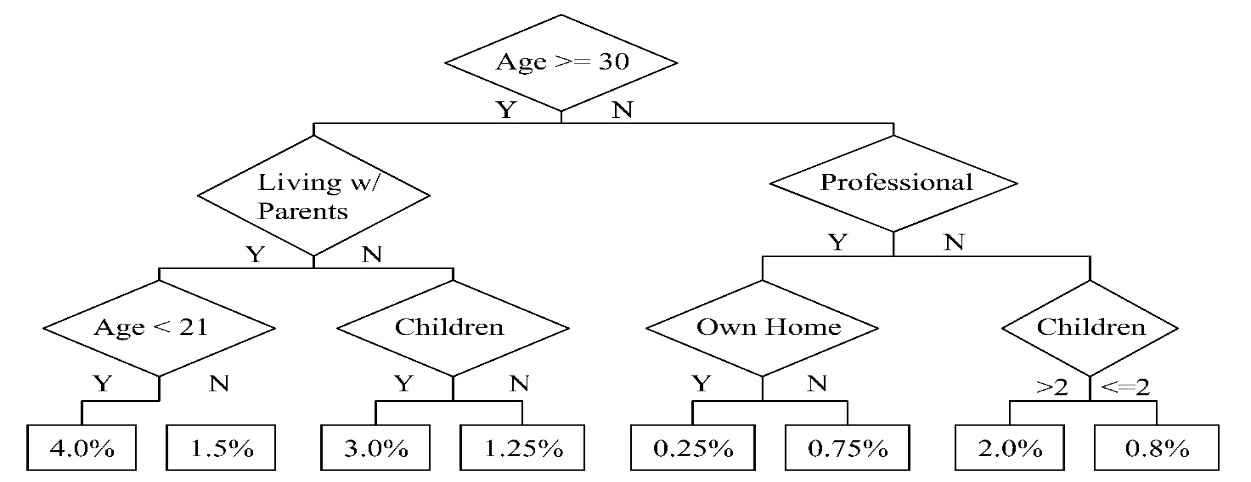 Age >= 30
Y N
Living w/
Parents
Professional
Y N
Y N
Age < 21
Children
Own Home
Children
Y N
Y N
Y N
>2 <=2
4.0%
1.5%
3.0%
1.25%
0.25%
0.75%
2.0%
0.8%